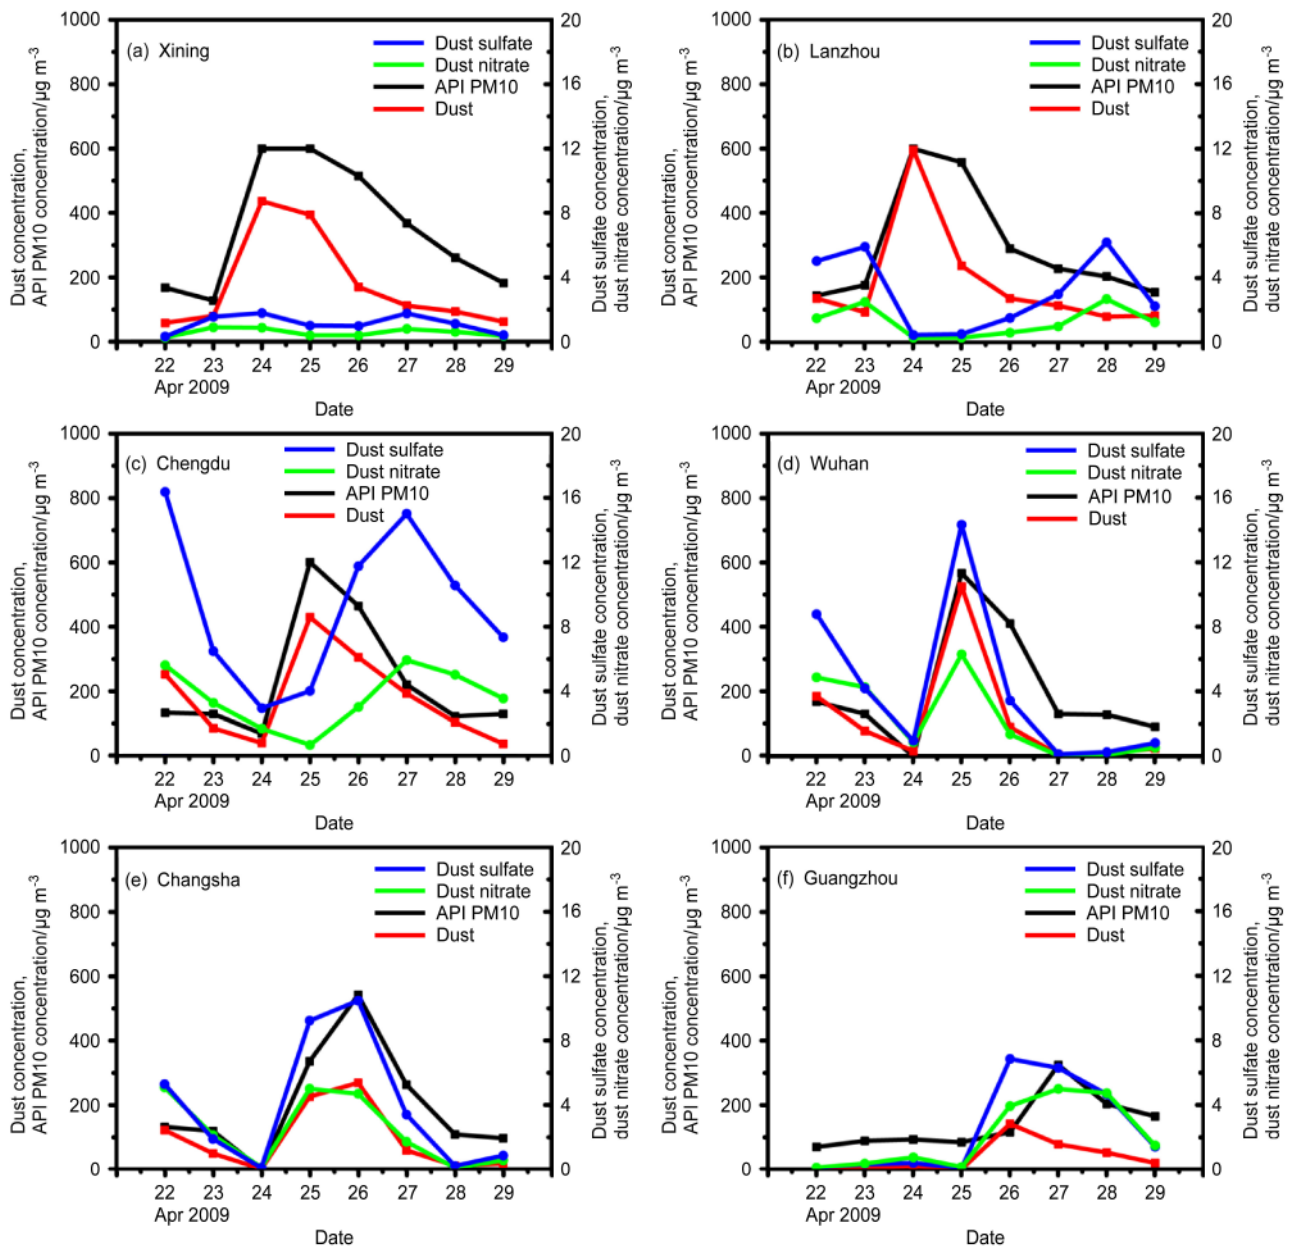 (a) Xining
Dust sulfate
Dust nitrate
API PM10
Dust
1000
800
600
400
200
0
20
16
12
8
4
0
Dust concentration,
API PM10 concentration/μg m-3
Dust sulfate concentration,
dust nitrate concentration/μg m-3
22 23 24 25 26 27 28 29
Apr 2009
Date
(b) Lanzhou
Dust sulfate
Dust nitrate
API PM10
Dust
1000
800
600
400
200
0
20
16
12
8
4
0
Dust concentration,
API PM10 concentration/μg m-3
Dust sulfate concentration,
dust nitrate concentration/μg m-3
22 23 24 25 26 27 28 29
Apr 2009
Date
(c) Chengdu
Dust sulfate
Dust nitrate
API PM10
Dust
1000
800
600
400
200
0
20
16
12
8
4
0
Dust concentration,
API PM10 concentration/μg m-3
Dust sulfate concentration,
dust nitrate concentration/μg m-3
22 23 24 25 26 27 28 29
Apr 2009
Date
(d) Wuhan
Dust sulfate
Dust nitrate
API PM10
Dust
1000
800
600
400
200
0
20
16
12
8
4
0
Dust concentration,
API PM10 concentration/μg m-3
Dust sulfate concentration,
dust nitrate concentration/μg m-3
22 23 24 25 26 27 28 29
Apr 2009
Date
(e) Changsha
Dust sulfate
Dust nitrate
API PM10
Dust
1000
800
600
400
200
0
20
16
12
8
4
0
Dust concentration,
API PM10 concentration/μg m-3
Dust sulfate concentration,
dust nitrate concentration/μg m-3
22 23 24 25 26 27 28 29
Apr 2009
Date
(f) Guangzhou
Dust sulfate
Dust nitrate
API PM10
Dust
1000
800
600
400
200
0
20
16
12
8
4
0
Dust concentration,
API PM10 concentration/μg m-3
Dust sulfate concentration,
dust nitrate concentration/μg m-3
22 23 24 25 26 27 28 29
Apr 2009
Date